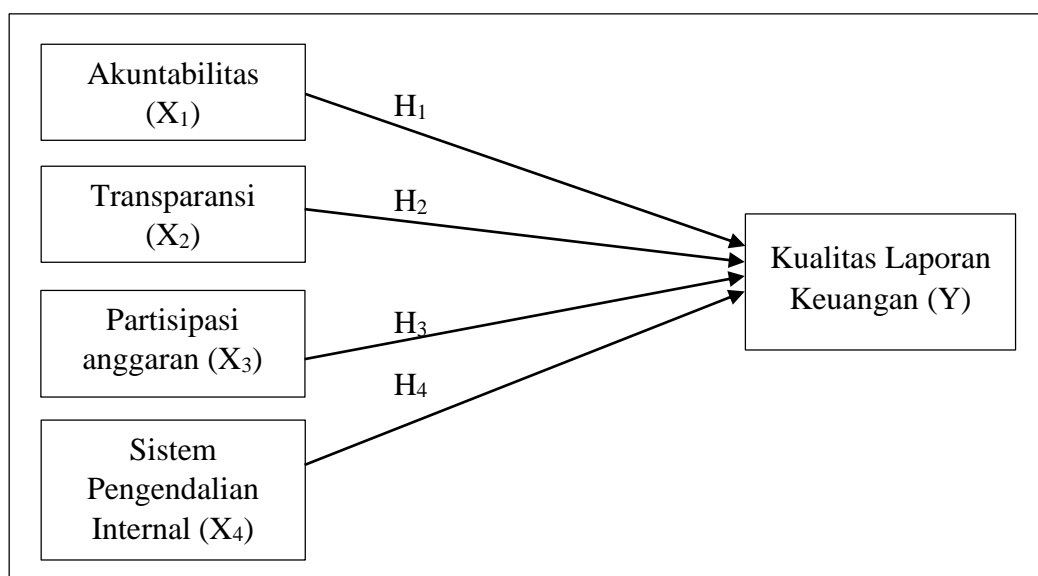 Akuntabilitas
(X₁)
H₁
Transparansi
(X₂)
H₂
Kualitas Laporan
Keuangan (Y)
Partisipasi
anggaran (X₃)
H₃
H₄
Sistem
Pengendalian
Internal (X₄)